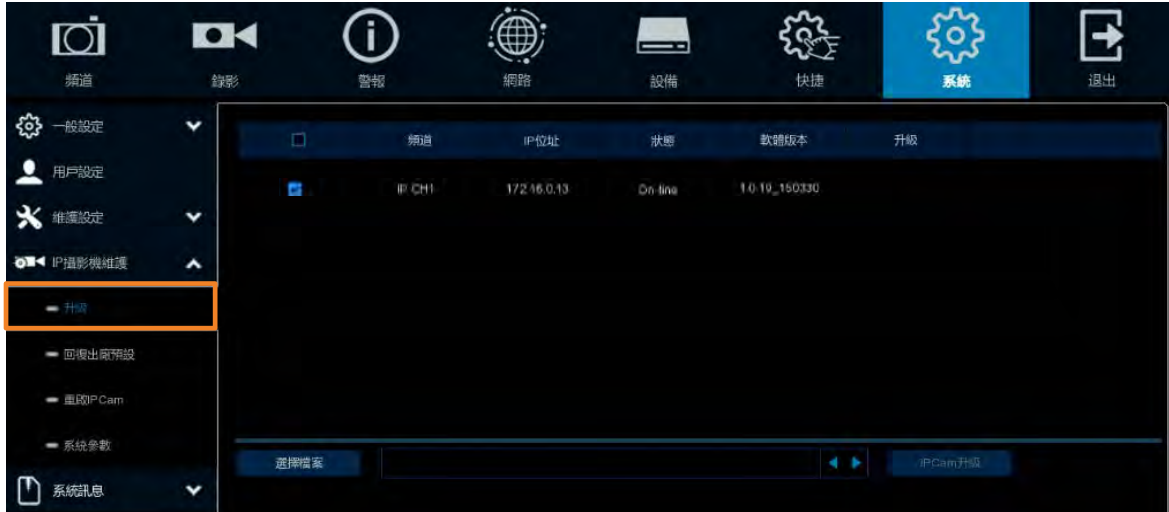 頻道 錄影 警報 網路 設備 快捷 系統 退出
一般設定
用戶設定
維護設定
IP攝影機維護
升級
回復出廠預設
重啟IPCam
系統參數
系統訊息
頻道 IP位址 狀態 軟體版本 升級
IP CH1 172.16.0.13 On-line 1.0.19_150330
選擇檔案 IPCam升級